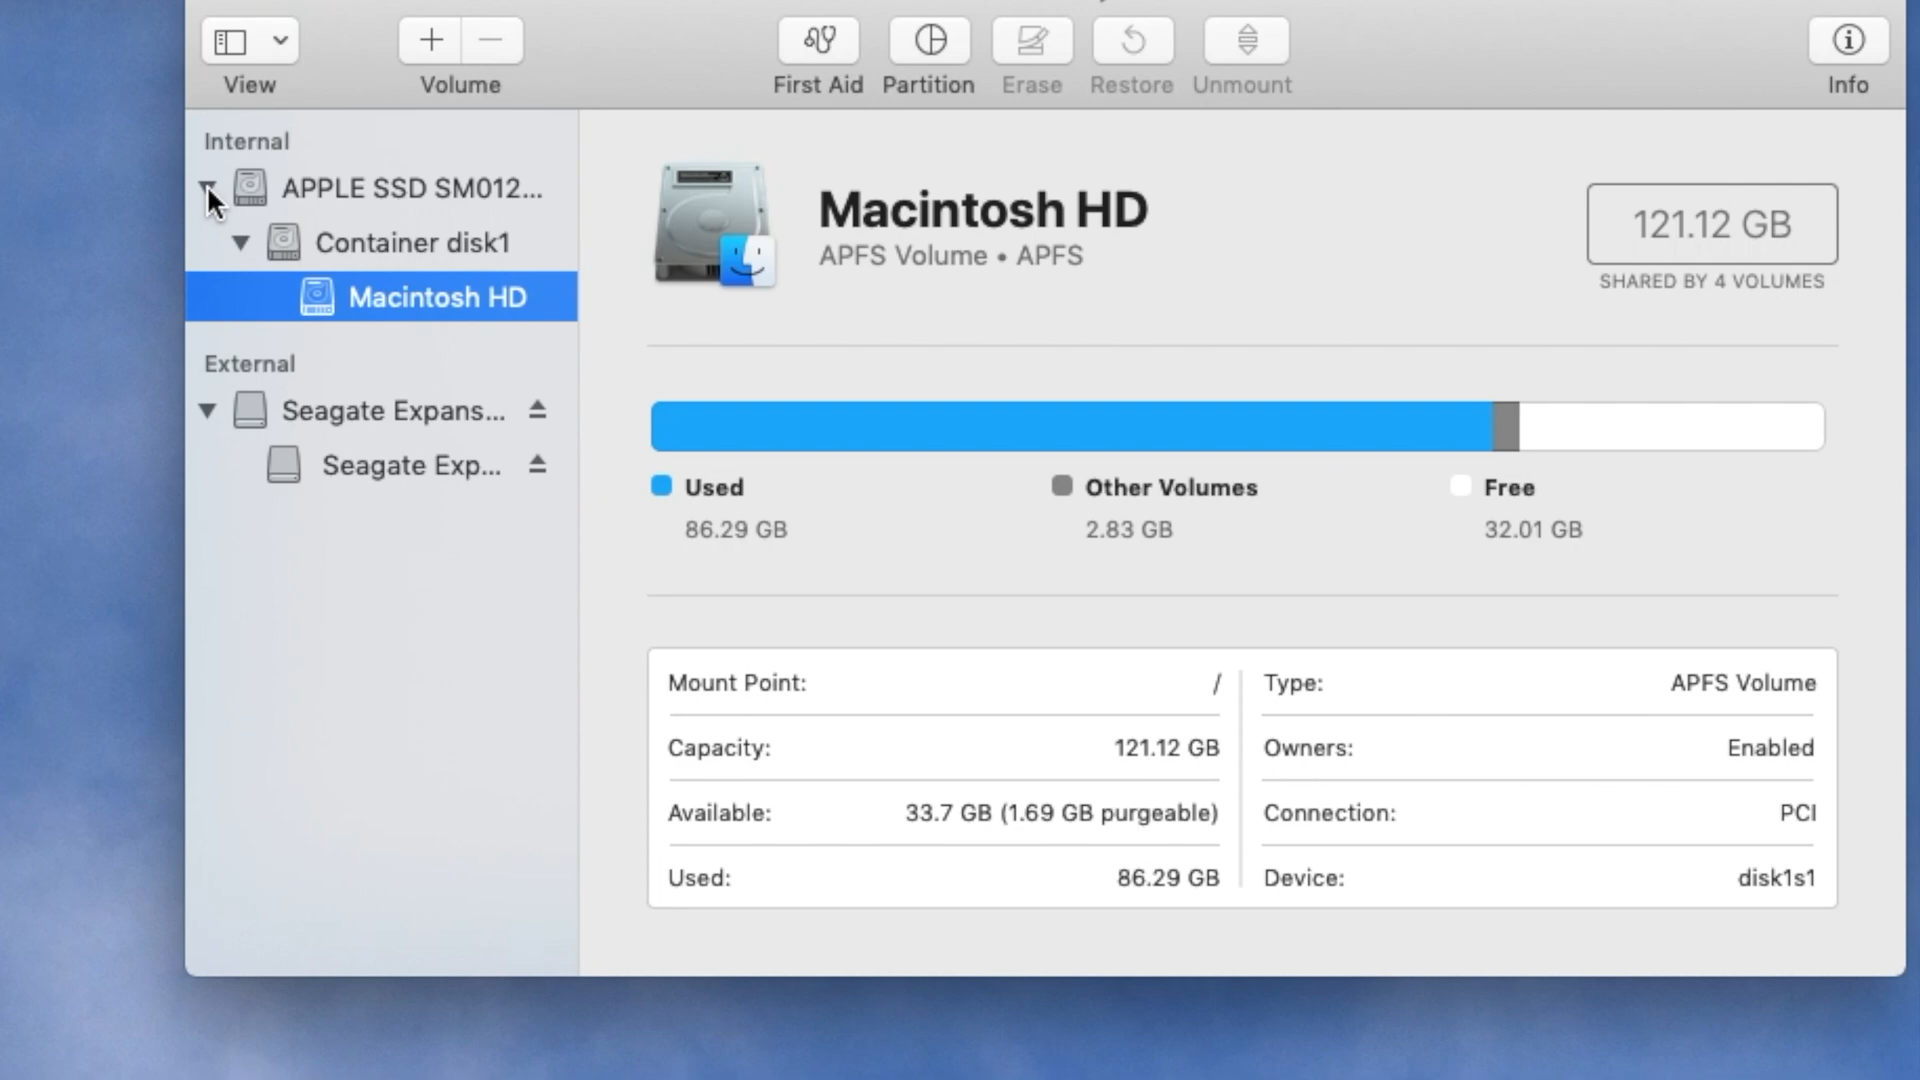 View
Volume
First Aid
Partition
Erase
Restore
Unmount
Info
Internal
APPLE SSD SM012...
Container disk1
Macintosh HD
External
Seagate Expans...
Seagate Exp...
Macintosh HD
APFS Volume • APFS
121.12 GB
SHARED BY 4 VOLUMES
Used
86.29 GB
Other Volumes
2.83 GB
Free
32.01 GB
Mount Point: /
Capacity: 121.12 GB
Available: 33.7 GB (1.69 GB purgeable)
Used: 86.29 GB
Type: APFS Volume
Owners: Enabled
Connection: PCI
Device: disk1s1